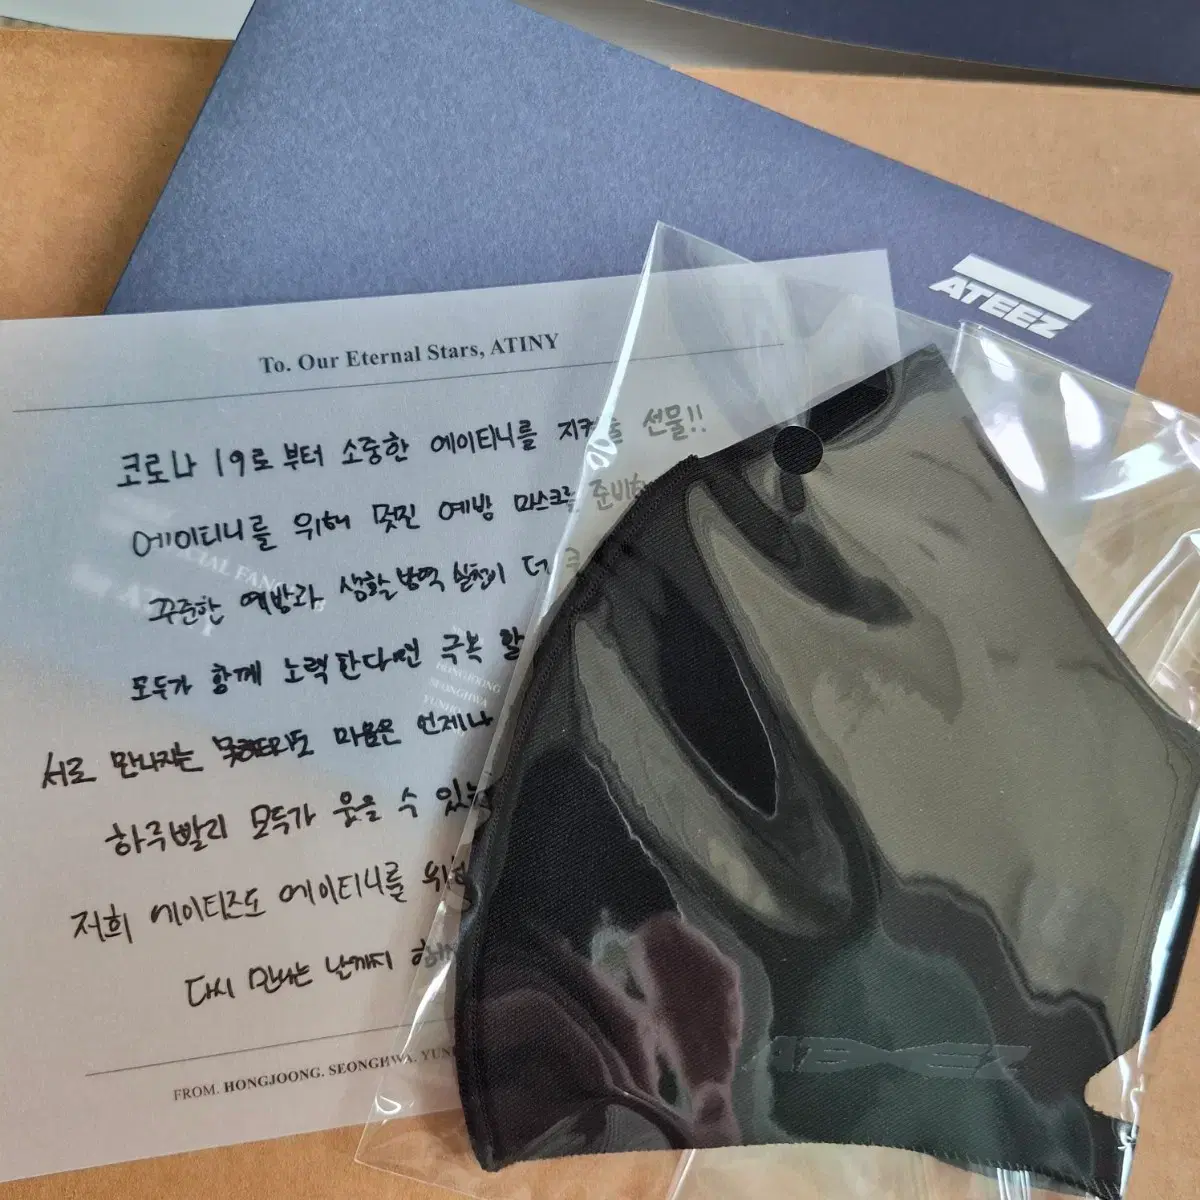 ATEEZ
To. Our Eternal Stars, ATINY
코로나 19로부터 소중한 에이티니를 지켜줄 선물!!
에이티니를 위해 멋진 예방 마스크를 준비
꾸준한 예방과 생활방역 실천이 더
모두가 함께 노력한다면 극복
서로 만나지는 못하더라도 마음은 언제나
하루빨리 모두가 웃을 수 있는
저희 에이티즈도 에이티니를 위해
다시 만나는 날까지
FROM. HONGJOONG. SEONGHWA.
HONGJOONG
SEONGHWA